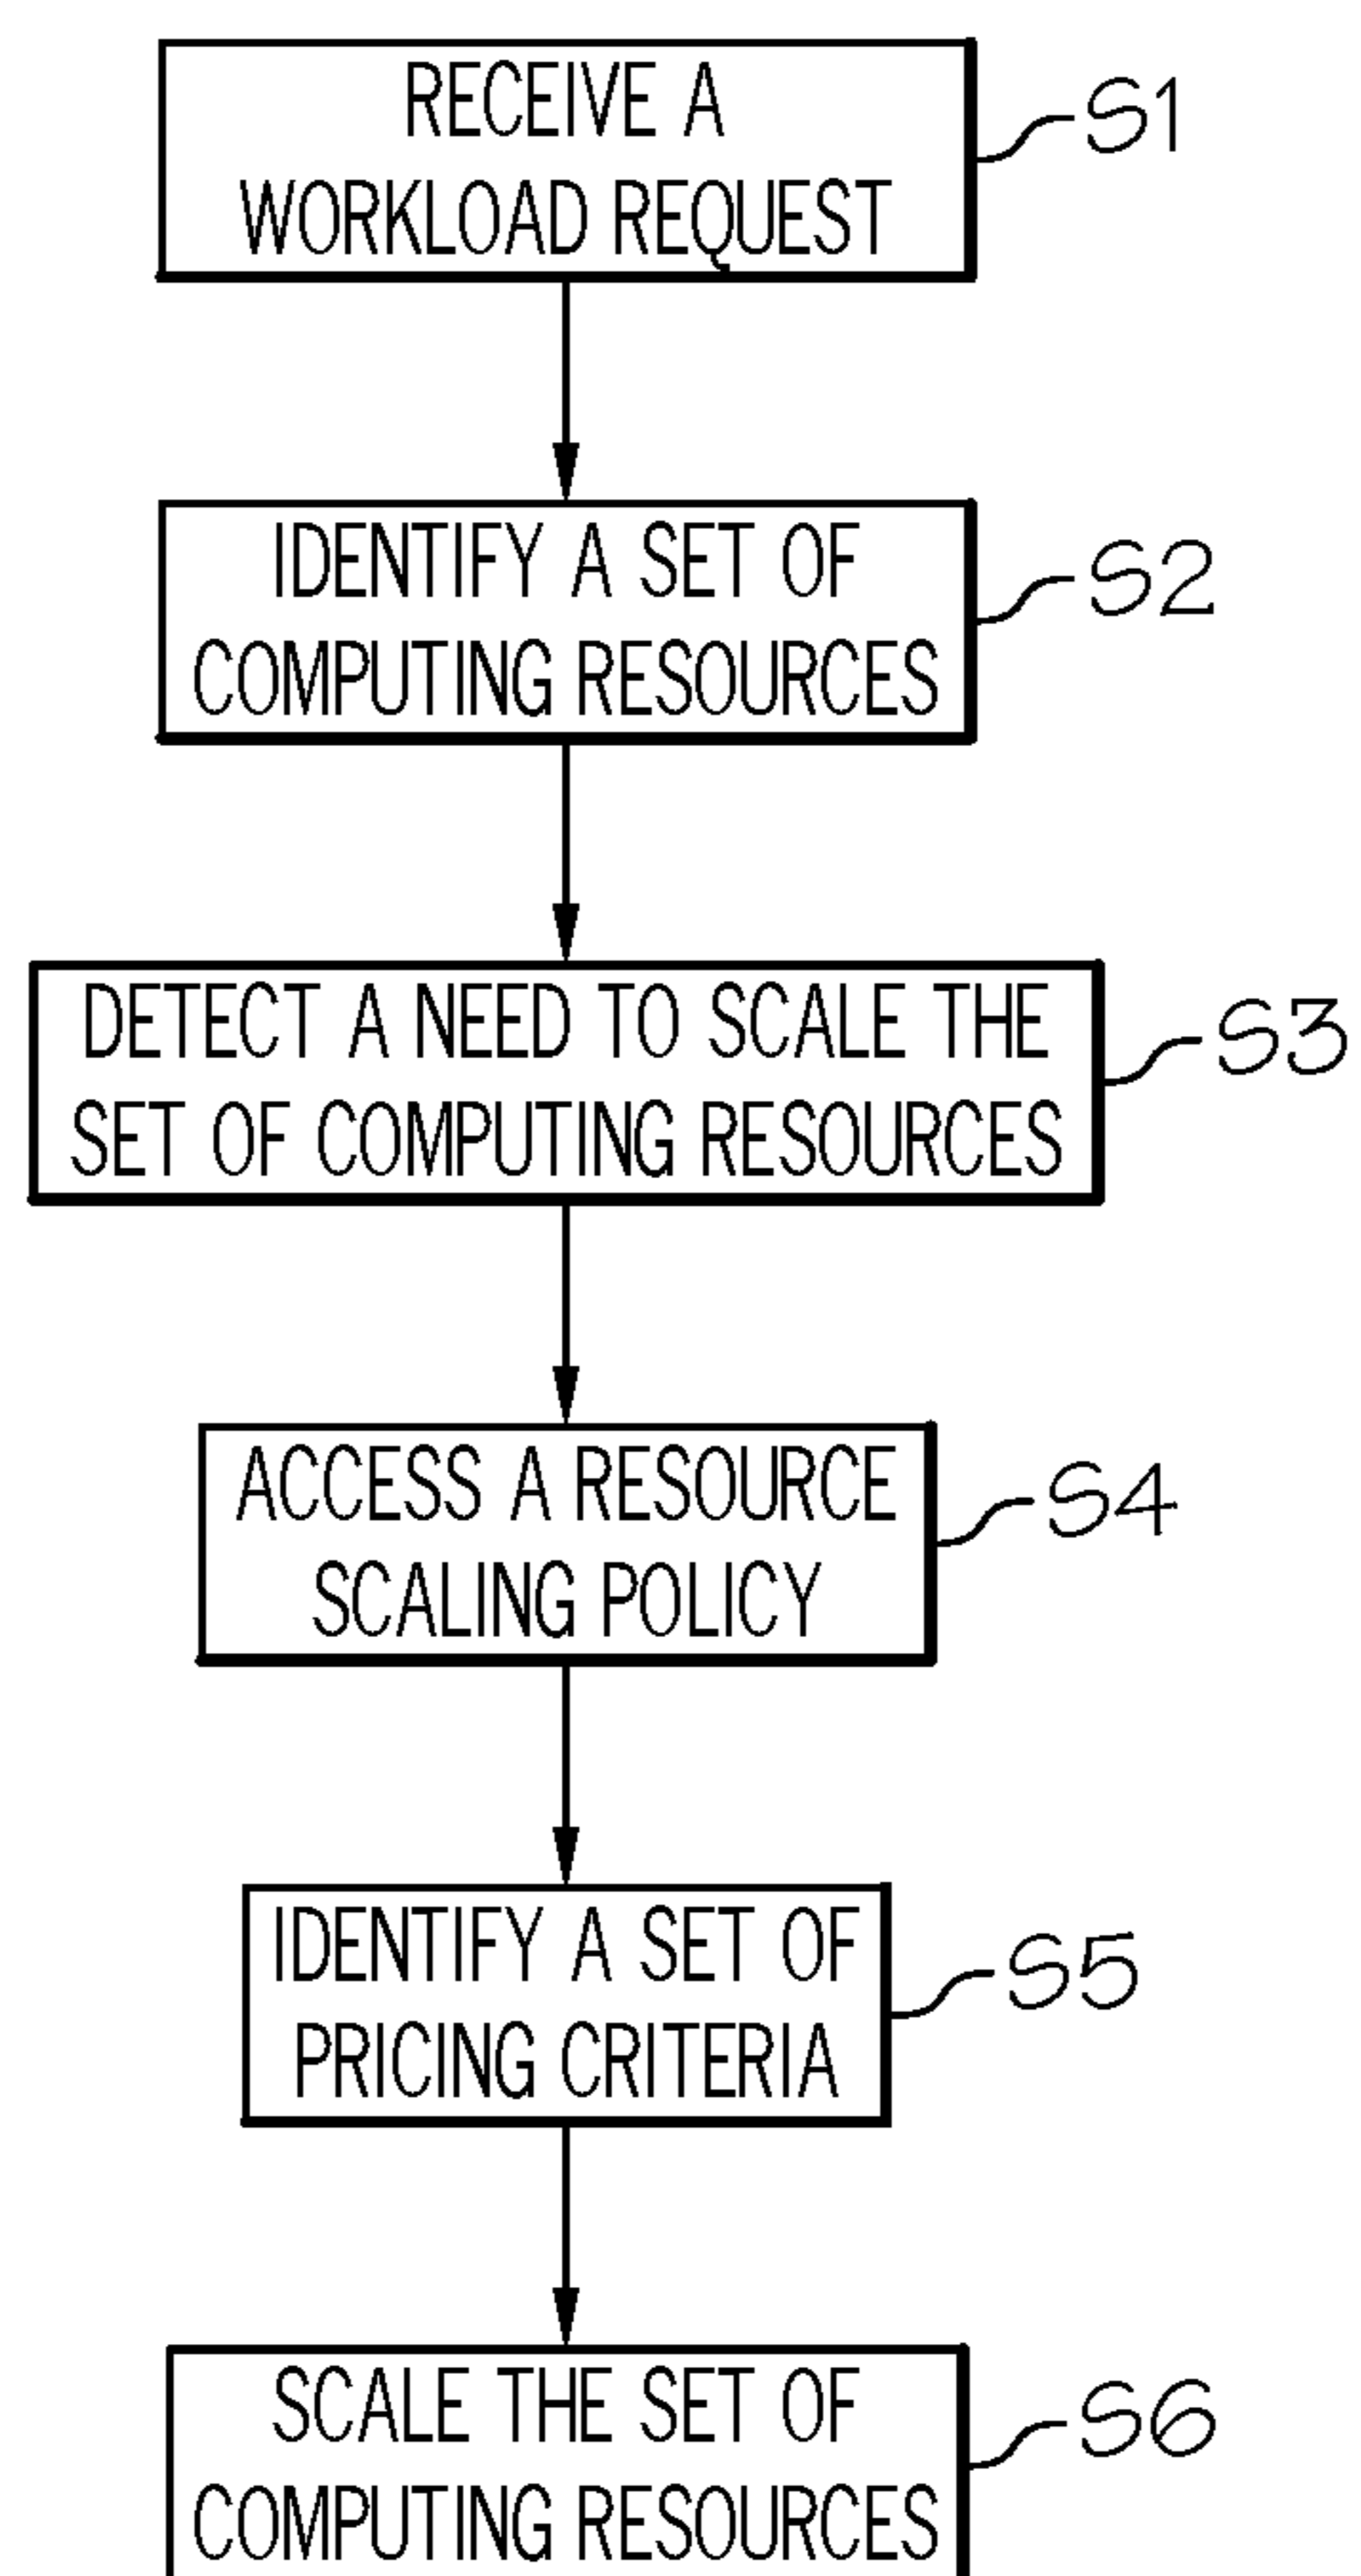 RECEIVE A
WORKLOAD REQUEST
S1
IDENTIFY A SET OF
COMPUTING RESOURCES
S2
DETECT A NEED TO SCALE THE
SET OF COMPUTING RESOURCES
S3
ACCESS A RESOURCE
SCALING POLICY
S4
IDENTIFY A SET OF
PRICING CRITERIA
S5
SCALE THE SET OF
COMPUTING RESOURCES
S6